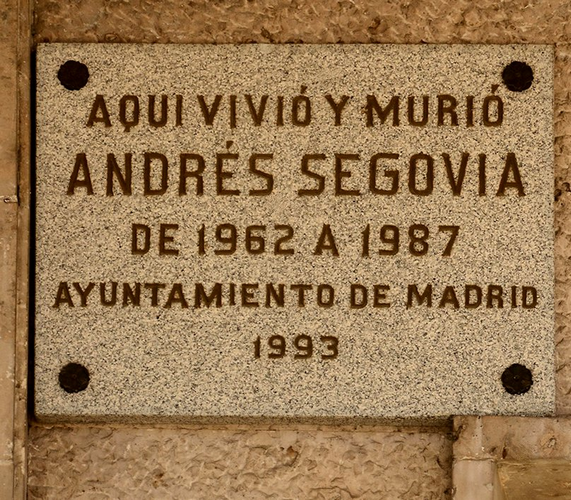 AQUI VIVIÓ Y MURIÓ
ANDRÉS SEGOVIA
DE 1962 A 1987
AYUNTAMIENTO DE MADRID
1993